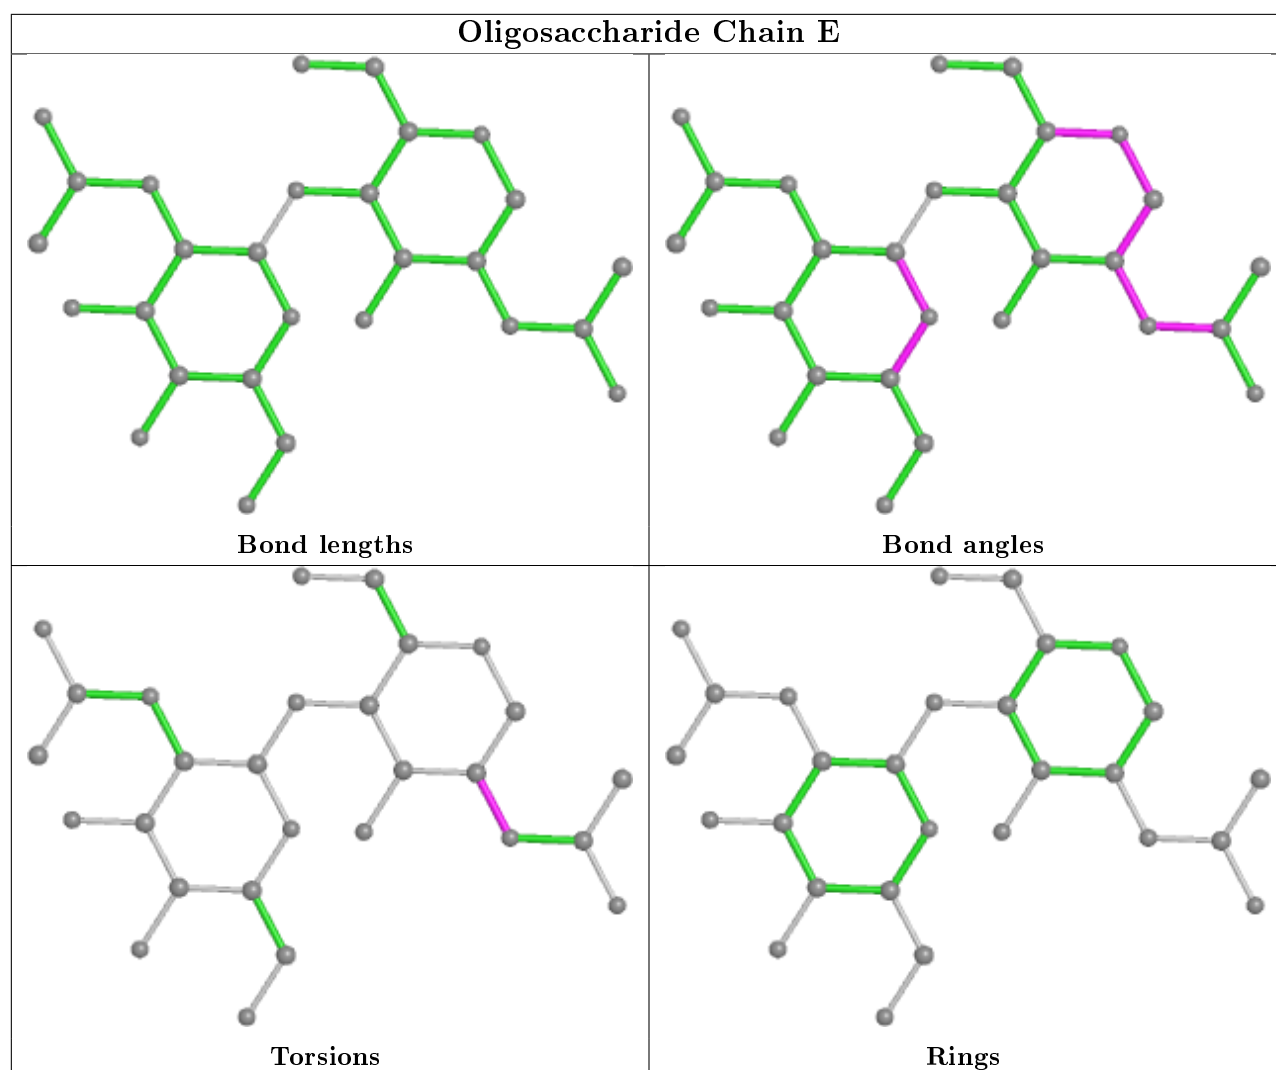 Oligosaccharide Chain E
Bond lengths
Bond angles
Torsions
Rings